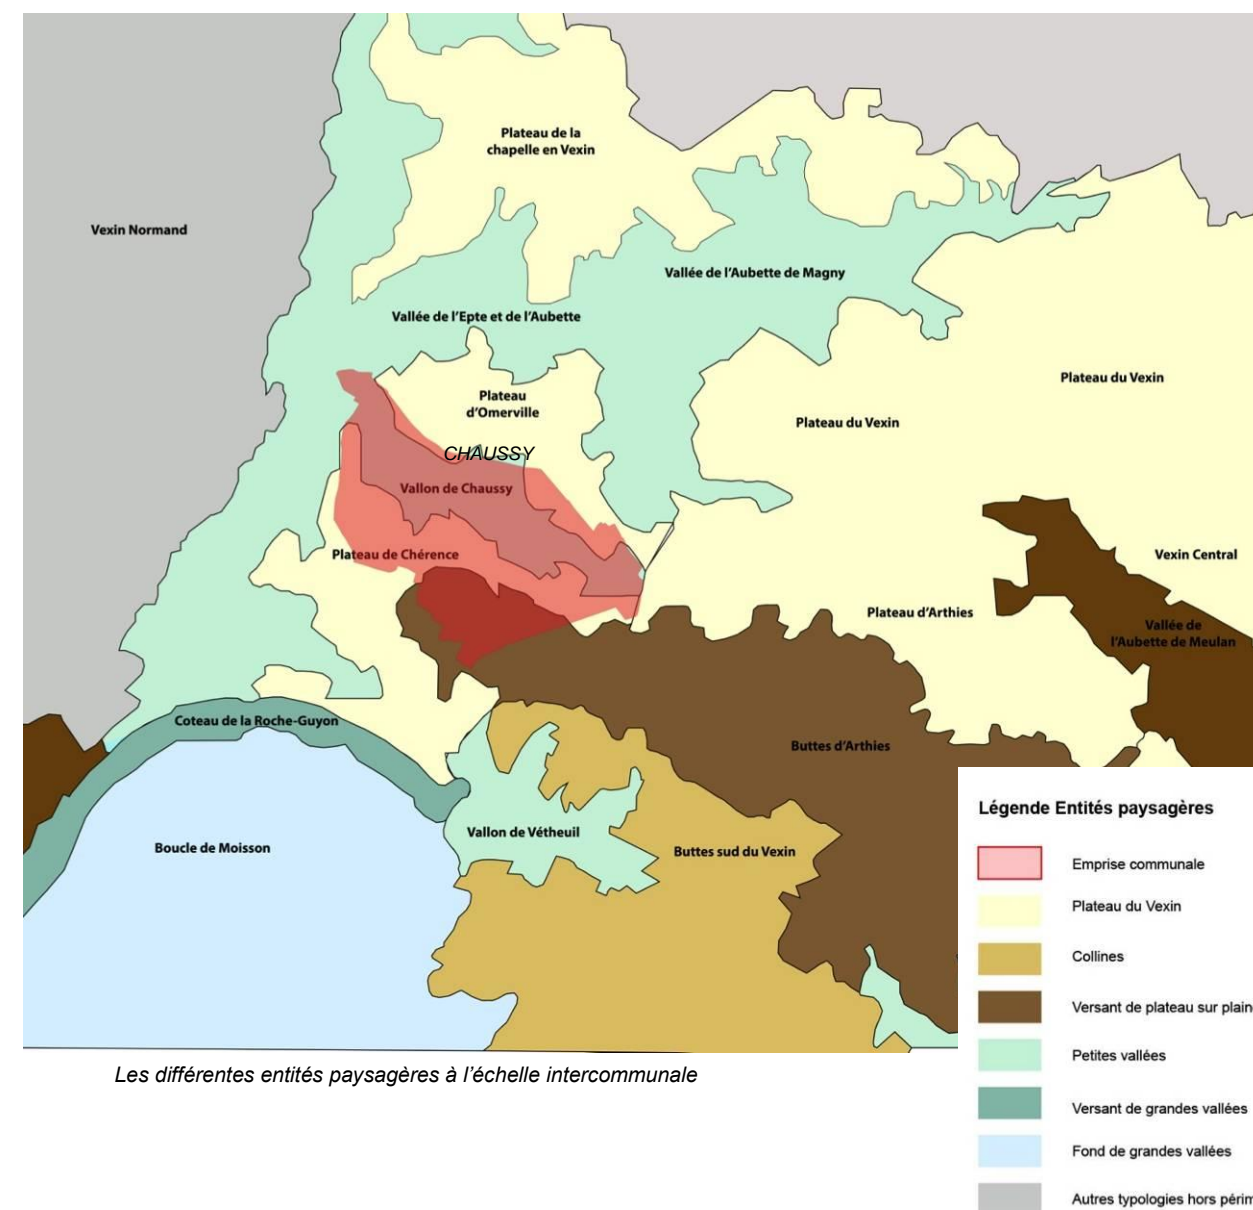 Plateau de la
chapelle en Vexin
Vexin Normand
Vallée de l'Aubette de Magny
Vallée de l'Epte et de l'Aubette
Plateau du Vexin
Plateau
d'Omerville
Plateau du Vexin
CHAUSSY
Vallon de Chaussy
Plateau de Chérence
Vexin Central
Plateau d'Arthies
Vallée de
l'Aubette de Meulan
Coteau de la Roche-Guyon
Buttes d'Arthies
Vallon de Vétheuil
Boucle de Moisson
Buttes sud du Vexin
Légende Entités paysagères
Emprise communale
Plateau du Vexin
Collines
Versant de plateau sur plain
Petites vallées
Versant de grandes vallées
Fond de grandes vallées
Autres typologies hors périm
Les différentes entités paysagères à l'échelle intercommunale